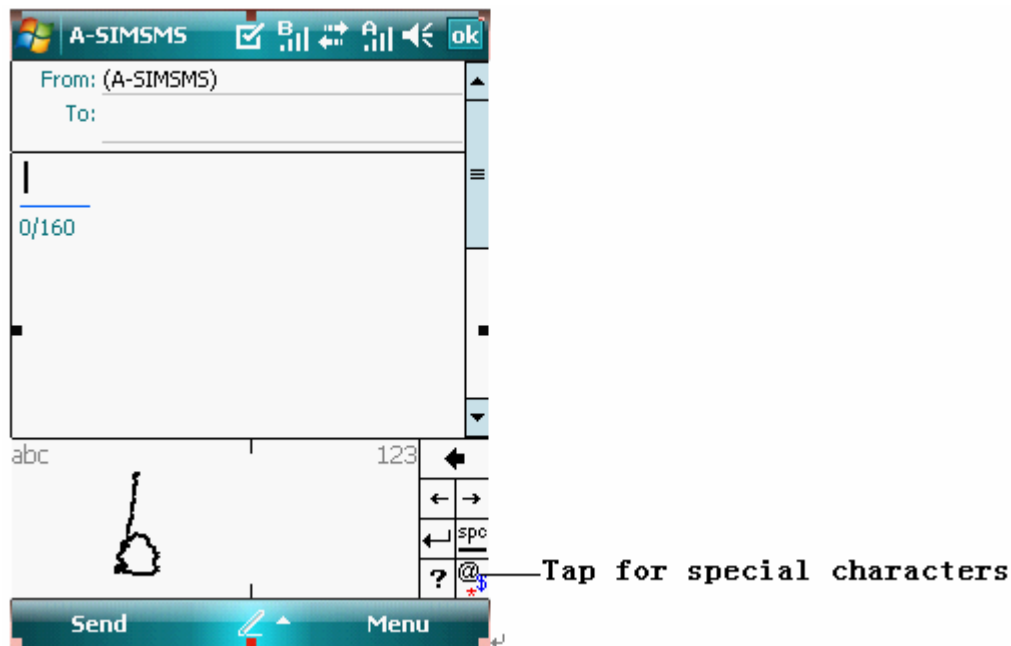 A-SIMSMS B A ok
From: (A-SIMSMS)
To:
0/160
abc 123
b
spc
? @*$ Tap for special characters
Send Menu